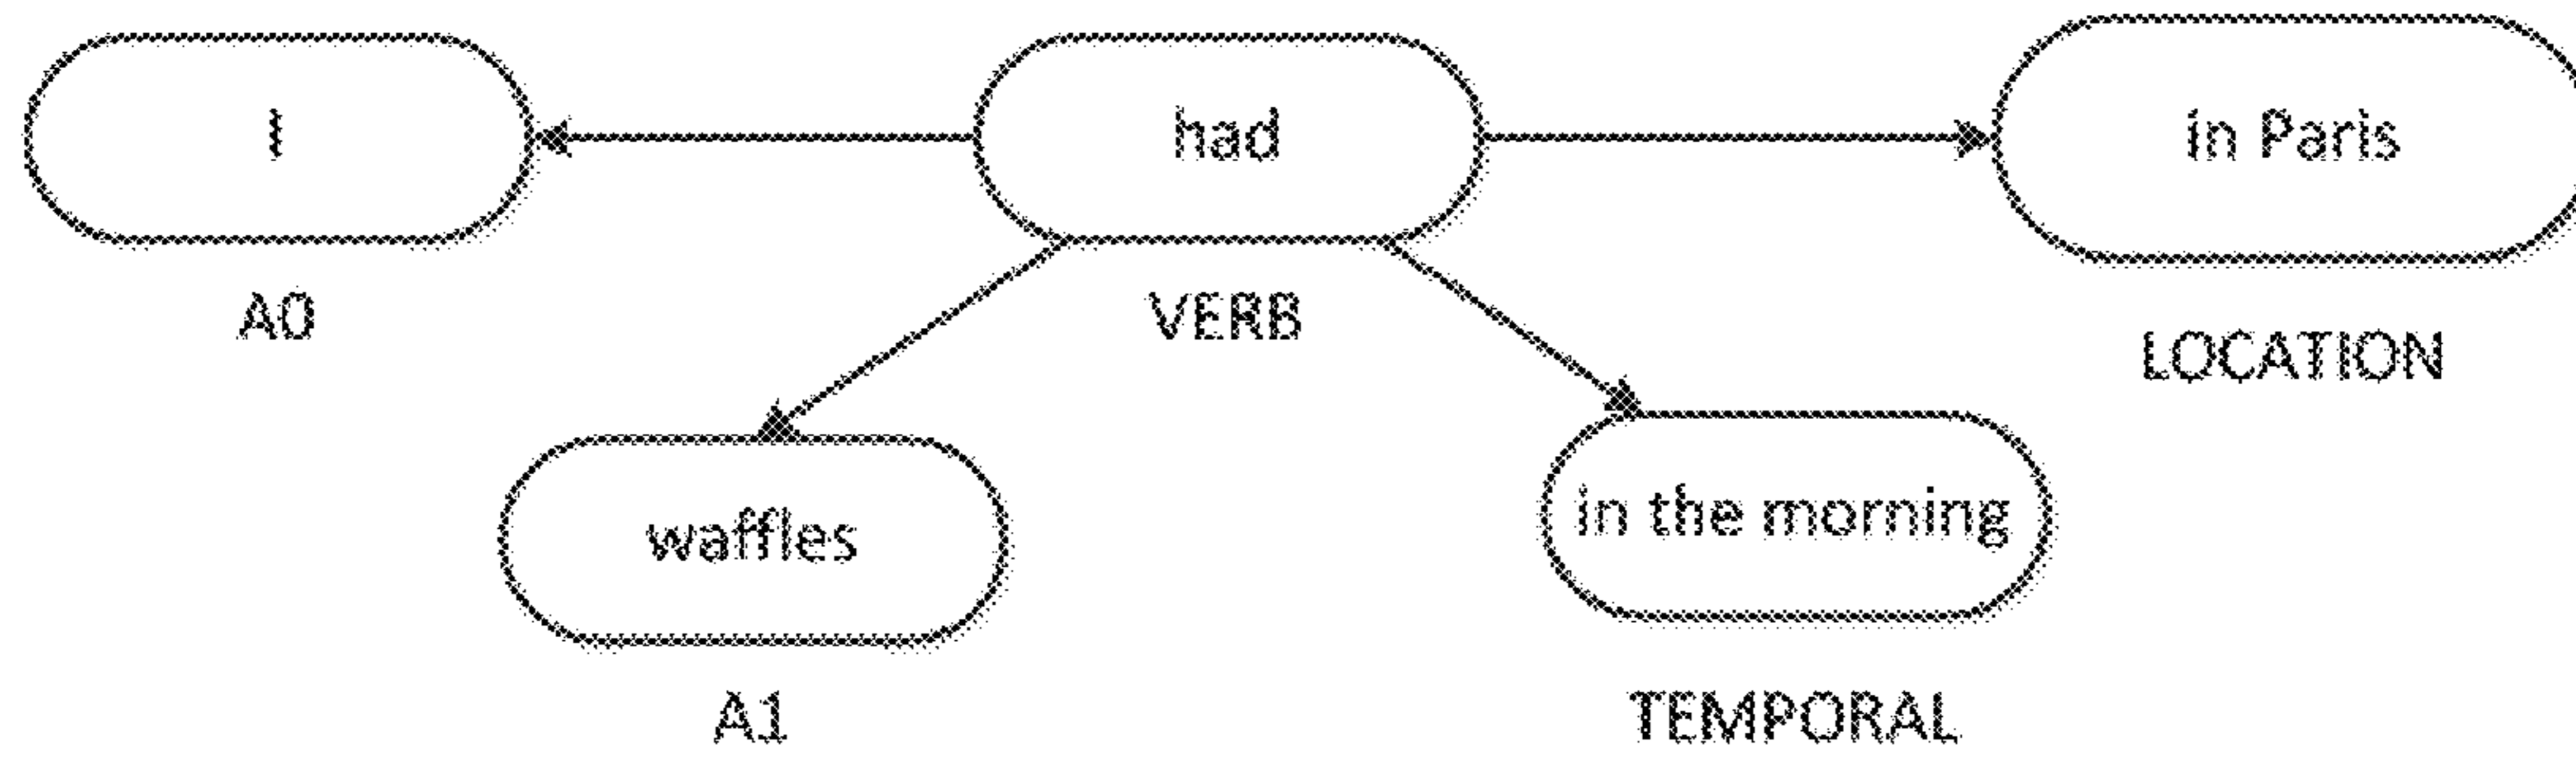 I
had
in Paris
A0
VERB
LOCATION
waffles
in the morning
A1
TEMPORAL